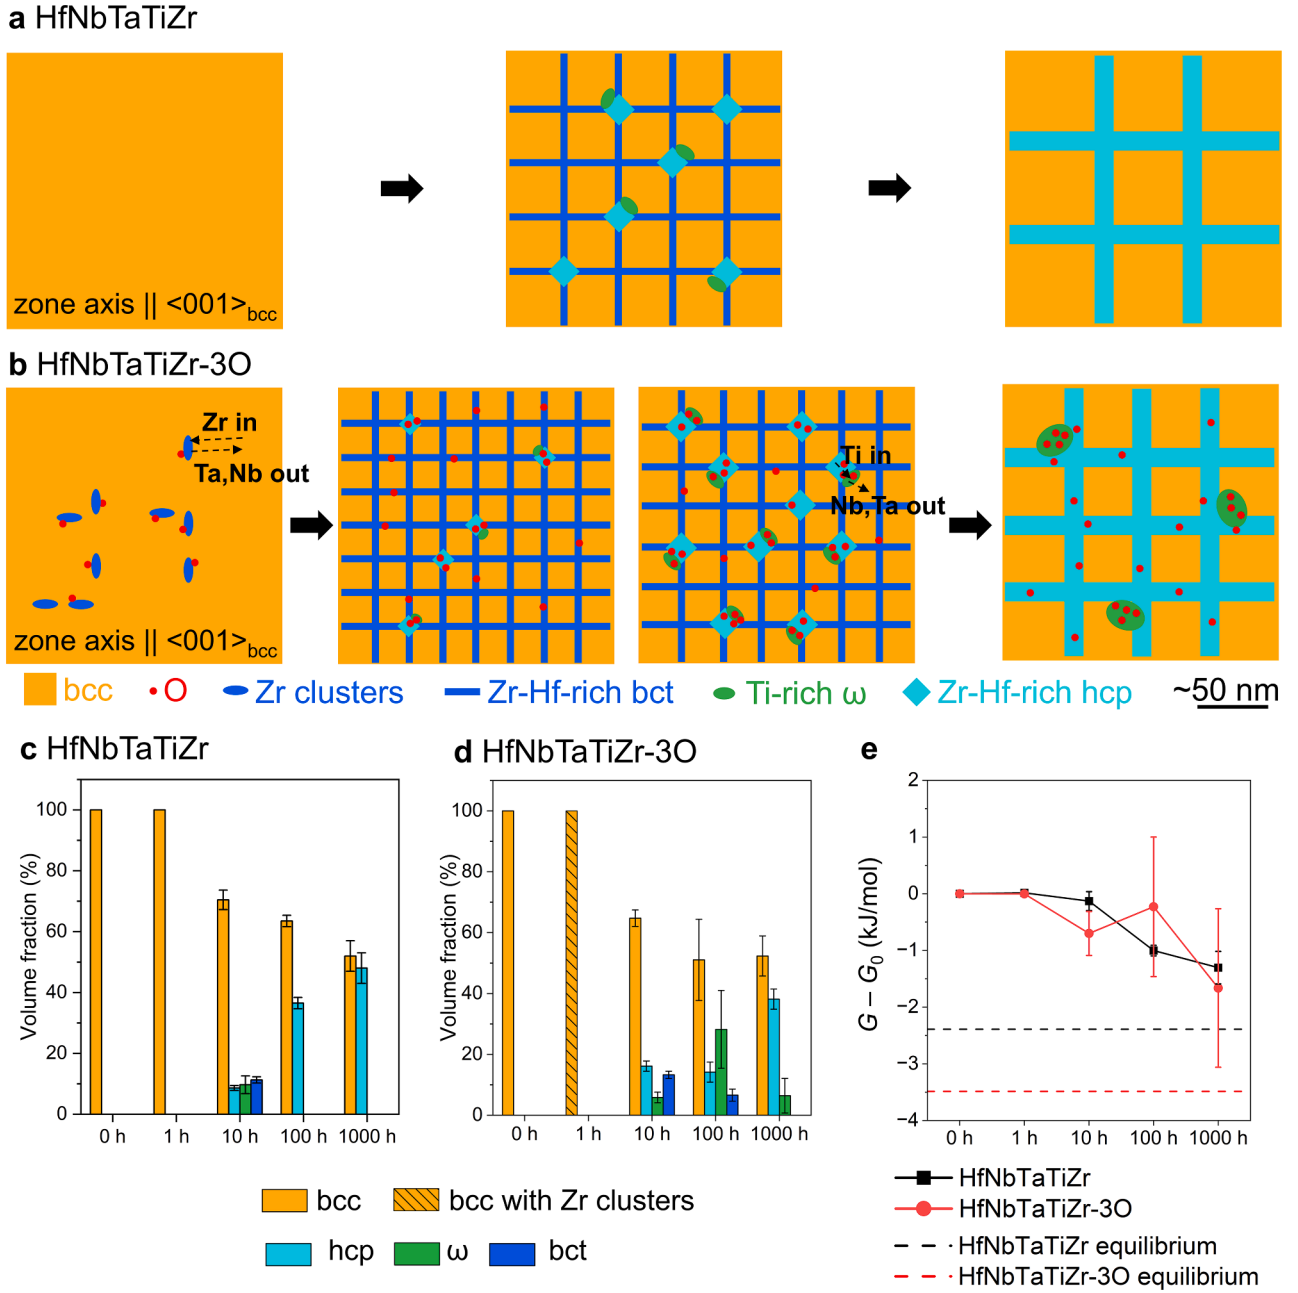 a HfNbTaTiZr
zone axis || <001>bcc
b HfNbTaTiZr-3O
Zr in
Ta,Nb out
zone axis || <001>bcc
Ti in
Nb,Ta out
bcc
O
Zr clusters
Zr-Hf-rich bct
Ti-rich ω
Zr-Hf-rich hcp
~50 nm
c HfNbTaTiZr
Volume fraction (%)
100
80
60
40
20
0
0 h
1 h
10 h
100 h
1000 h
d HfNbTaTiZr-3O
Volume fraction (%)
100
80
60
40
20
0
0 h
1 h
10 h
100 h
1000 h
bcc
bcc with Zr clusters
hcp
ω
bct
e
G – G0 (kJ/mol)
2
1
0
−1
−2
−3
−4
0 h
1 h
10 h
100 h
1000 h
HfNbTaTiZr
HfNbTaTiZr-3O
HfNbTaTiZr equilibrium
HfNbTaTiZr-3O equilibrium